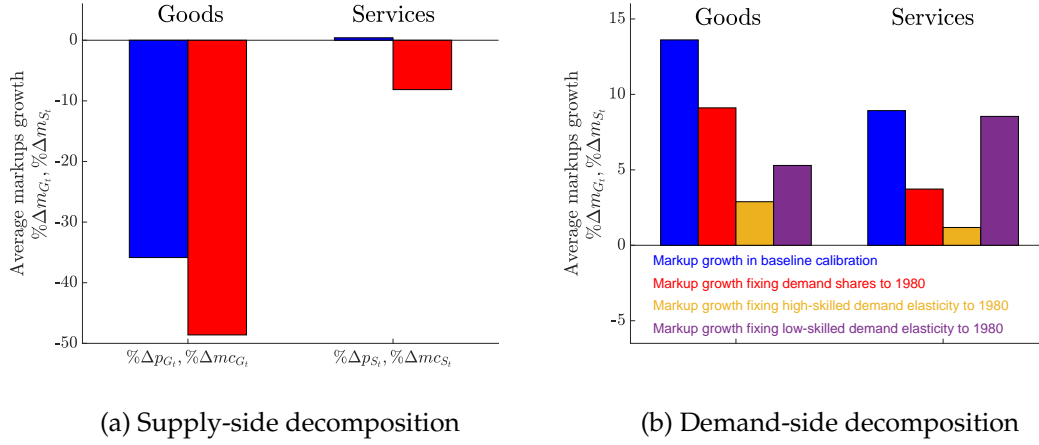 Goods
Services
0
-10
-20
-30
-40
-50
Average markups growth
%Δm_{G_t}, %Δm_{S_t}
%Δp_{G_t}, %Δmc_{G_t}
%Δp_{S_t}, %Δmc_{S_t}
(a) Supply-side decomposition
Goods
Services
15
10
5
0
-5
Average markups growth
%Δm_{G_t}, %Δm_{S_t}
Markup growth in baseline calibration
Markup growth fixing demand shares to 1980
Markup growth fixing high-skilled demand elasticity to 1980
Markup growth fixing low-skilled demand elasticity to 1980
(b) Demand-side decomposition